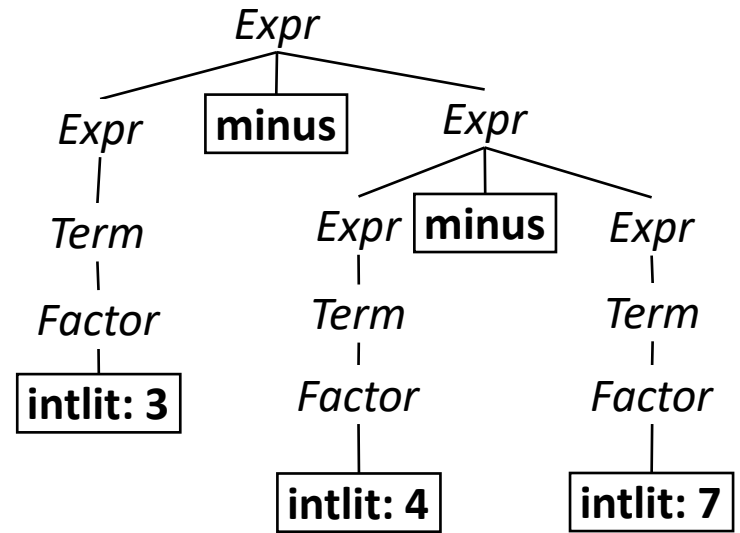 Expr
Expr minus Expr
Term Expr minus Expr
Factor Term Term
intlit: 3 Factor Factor
intlit: 4 intlit: 7